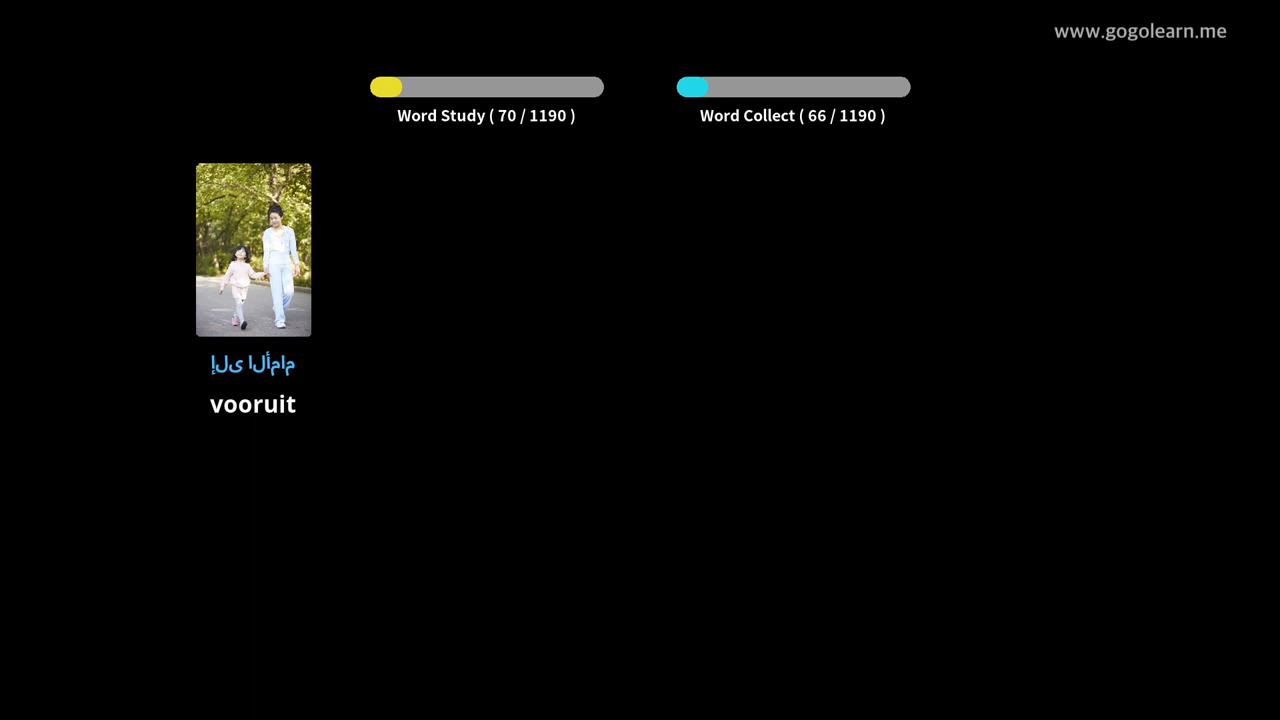 www.gogolearn.me
Word Study ( 70 / 1190 )
Word Collect ( 66 / 1190 )
إلى الأمام
vooruit